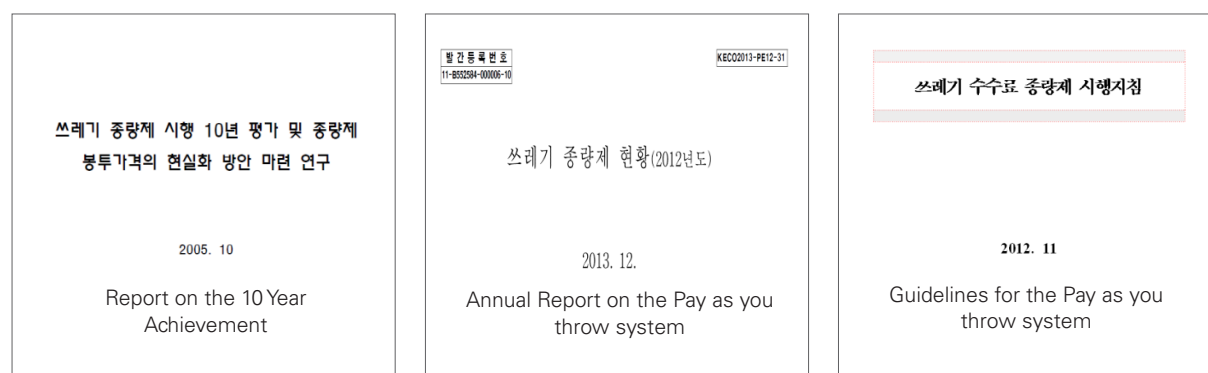 쓰레기 종량제 시행 10년 평가 및 종량제
봉투가격의 현실화 방안 마련 연구
2005. 10
Report on the 10 Year
Achievement
발간등록번호
11-B552584-000006-10
KECO2013-PE12-31
쓰레기 종량제 현황(2012년도)
2013. 12.
Annual Report on the Pay as you
throw system
쓰레기 수수료 종량제 시행지침
2012. 11
Guidelines for the Pay as you
throw system